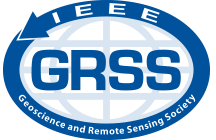 IEEE
GRSS
Geoscience and Remote Sensing Society